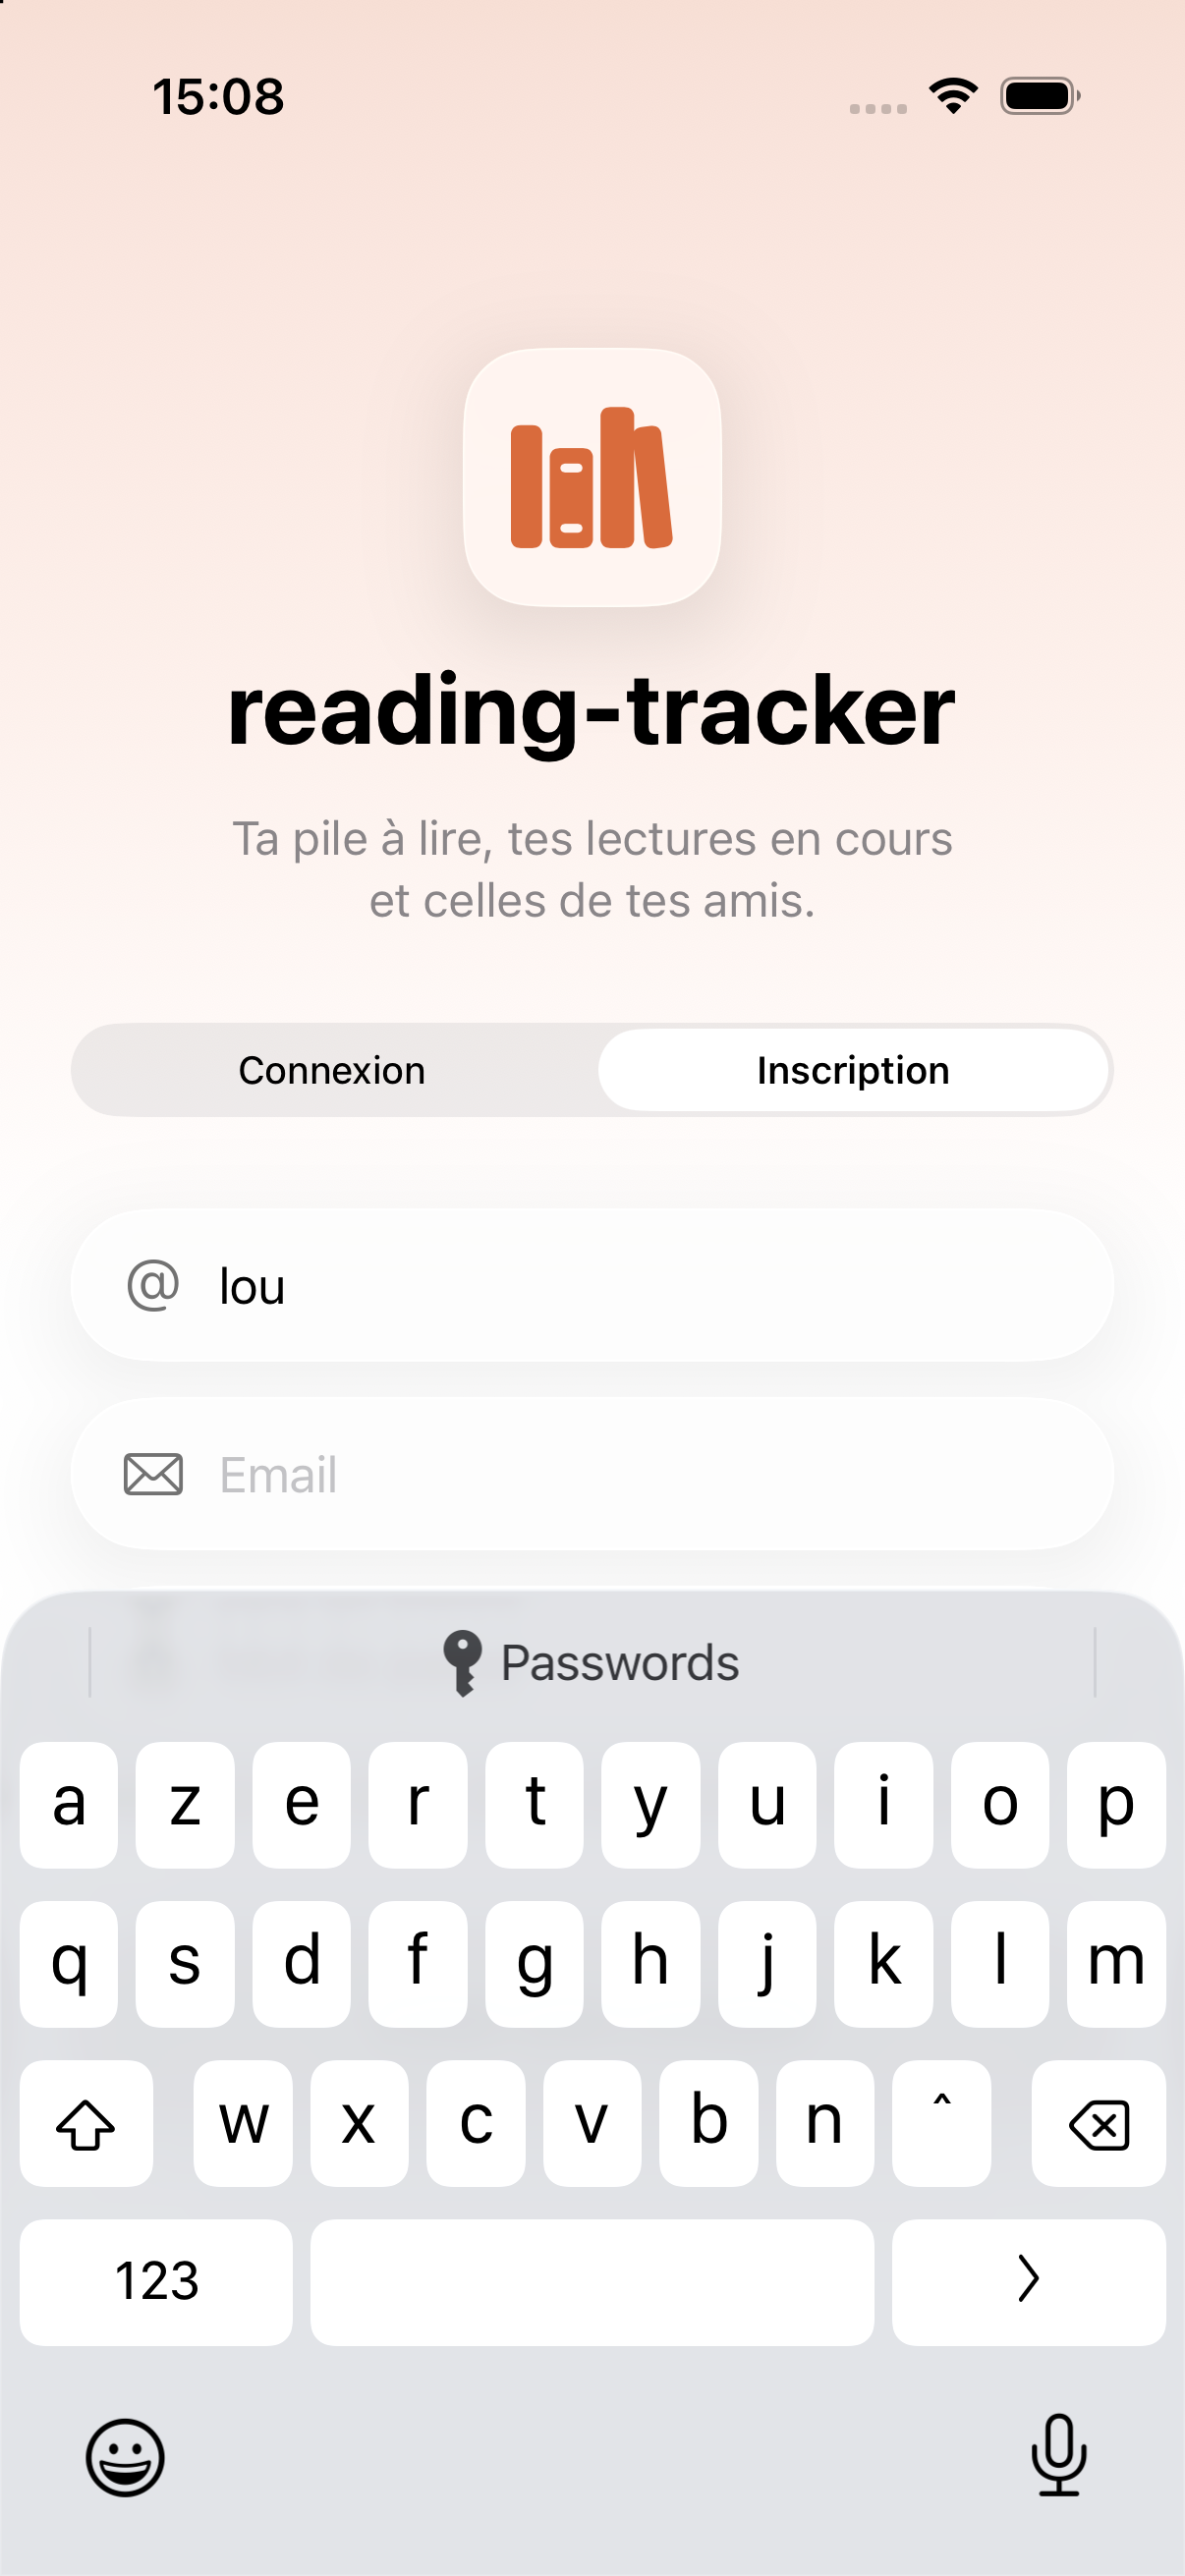 15:08
reading-tracker
Ta pile à lire, tes lectures en cours
et celles de tes amis.
Connexion
Inscription
@ lou
Email
Passwords
a z e r t y u i o p
q s d f g h j k l m
w x c v b n ^
123